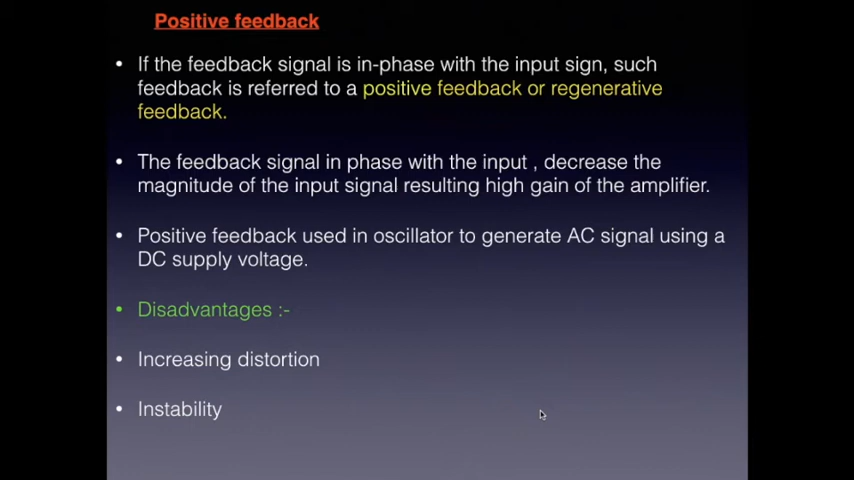 Positive feedback
• If the feedback signal is in-phase with the input sign, such
feedback is referred to a positive feedback or regenerative
feedback.
• The feedback signal in phase with the input , decrease the
magnitude of the input signal resulting high gain of the amplifier.
• Positive feedback used in oscillator to generate AC signal using a
DC supply voltage.
• Disadvantages :-
• Increasing distortion
• Instability